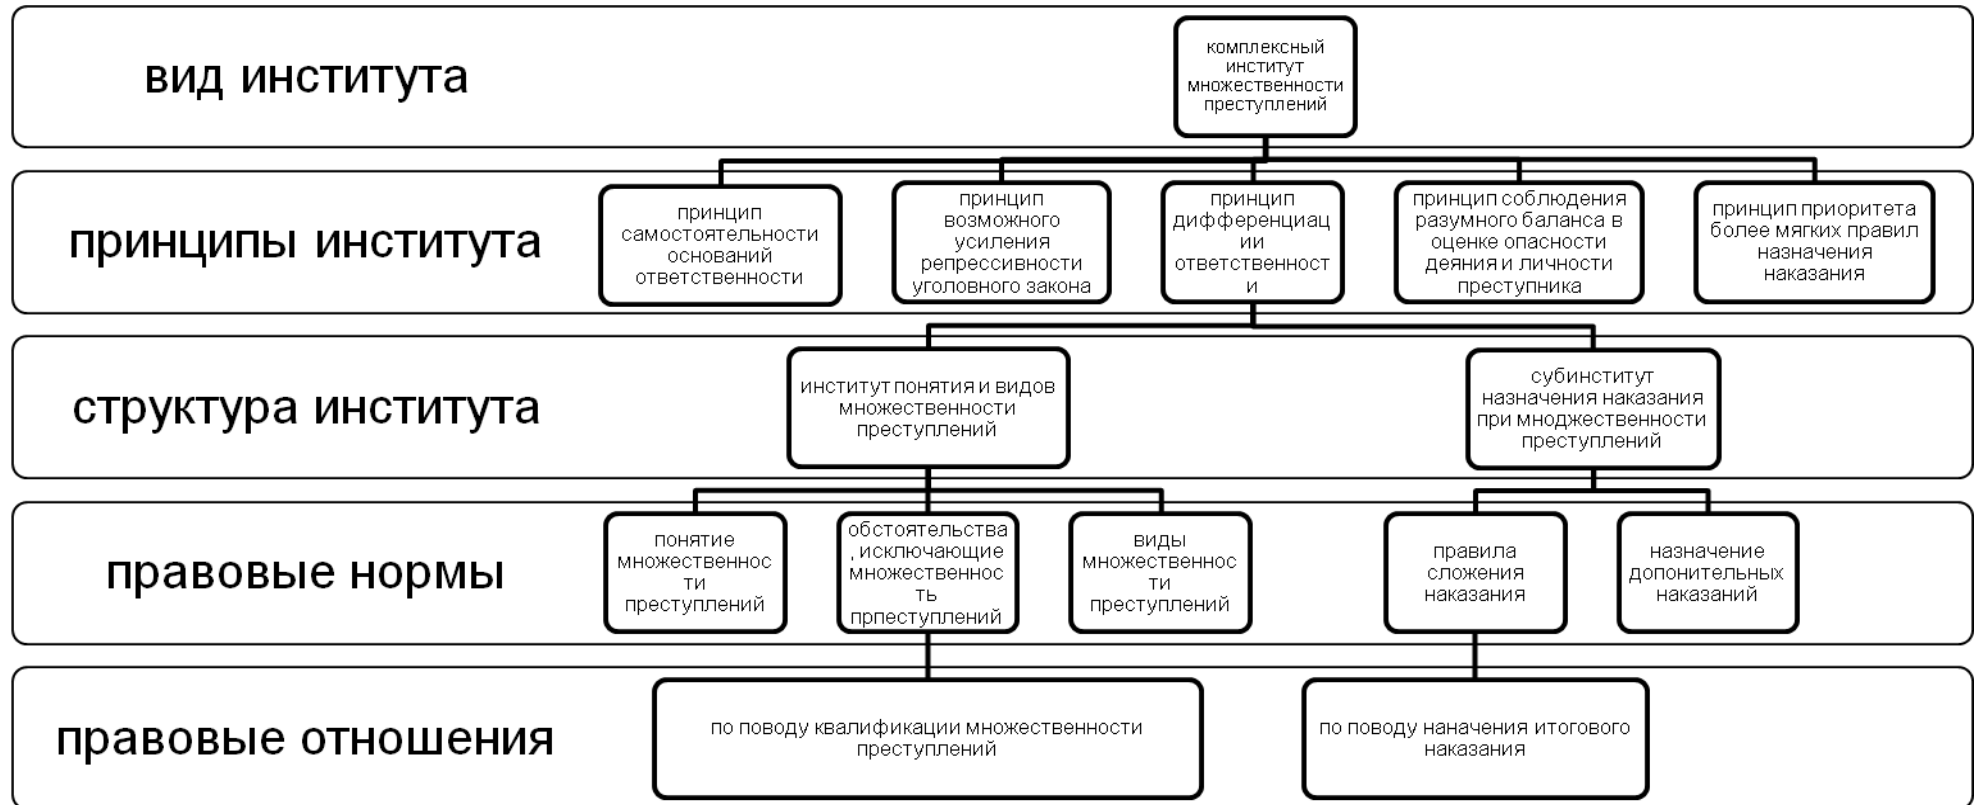 вид института
комплексный
институт
множественности
преступлений
принципы института
принцип
самостоятельности
оснований
ответственности
принцип
возможного
усиления
репрессивности
уголовного закона
принцип
дифференциац
ии
ответственност
и
принцип соблюдения
разумного баланса в
оценке опасности
деяния и личности
преступника
принцип приоритета
более мягких правил
назначения
наказания
структура института
институт понятия и видов
множественности
преступлений
субинститут
назначения наказания
при мноджественности
преступлений
правовые нормы
понятие
множественнос
ти
преступлений
обстоятельства
, исключающие
множественнос
ть
прпеступлений
виды
множественнос
ти
преступлений
правила
сложения
наказания
назначение
допонительных
наказаний
правовые отношения
по поводу квалификации множественности
преступлений
по поводу наначения итогового
наказания